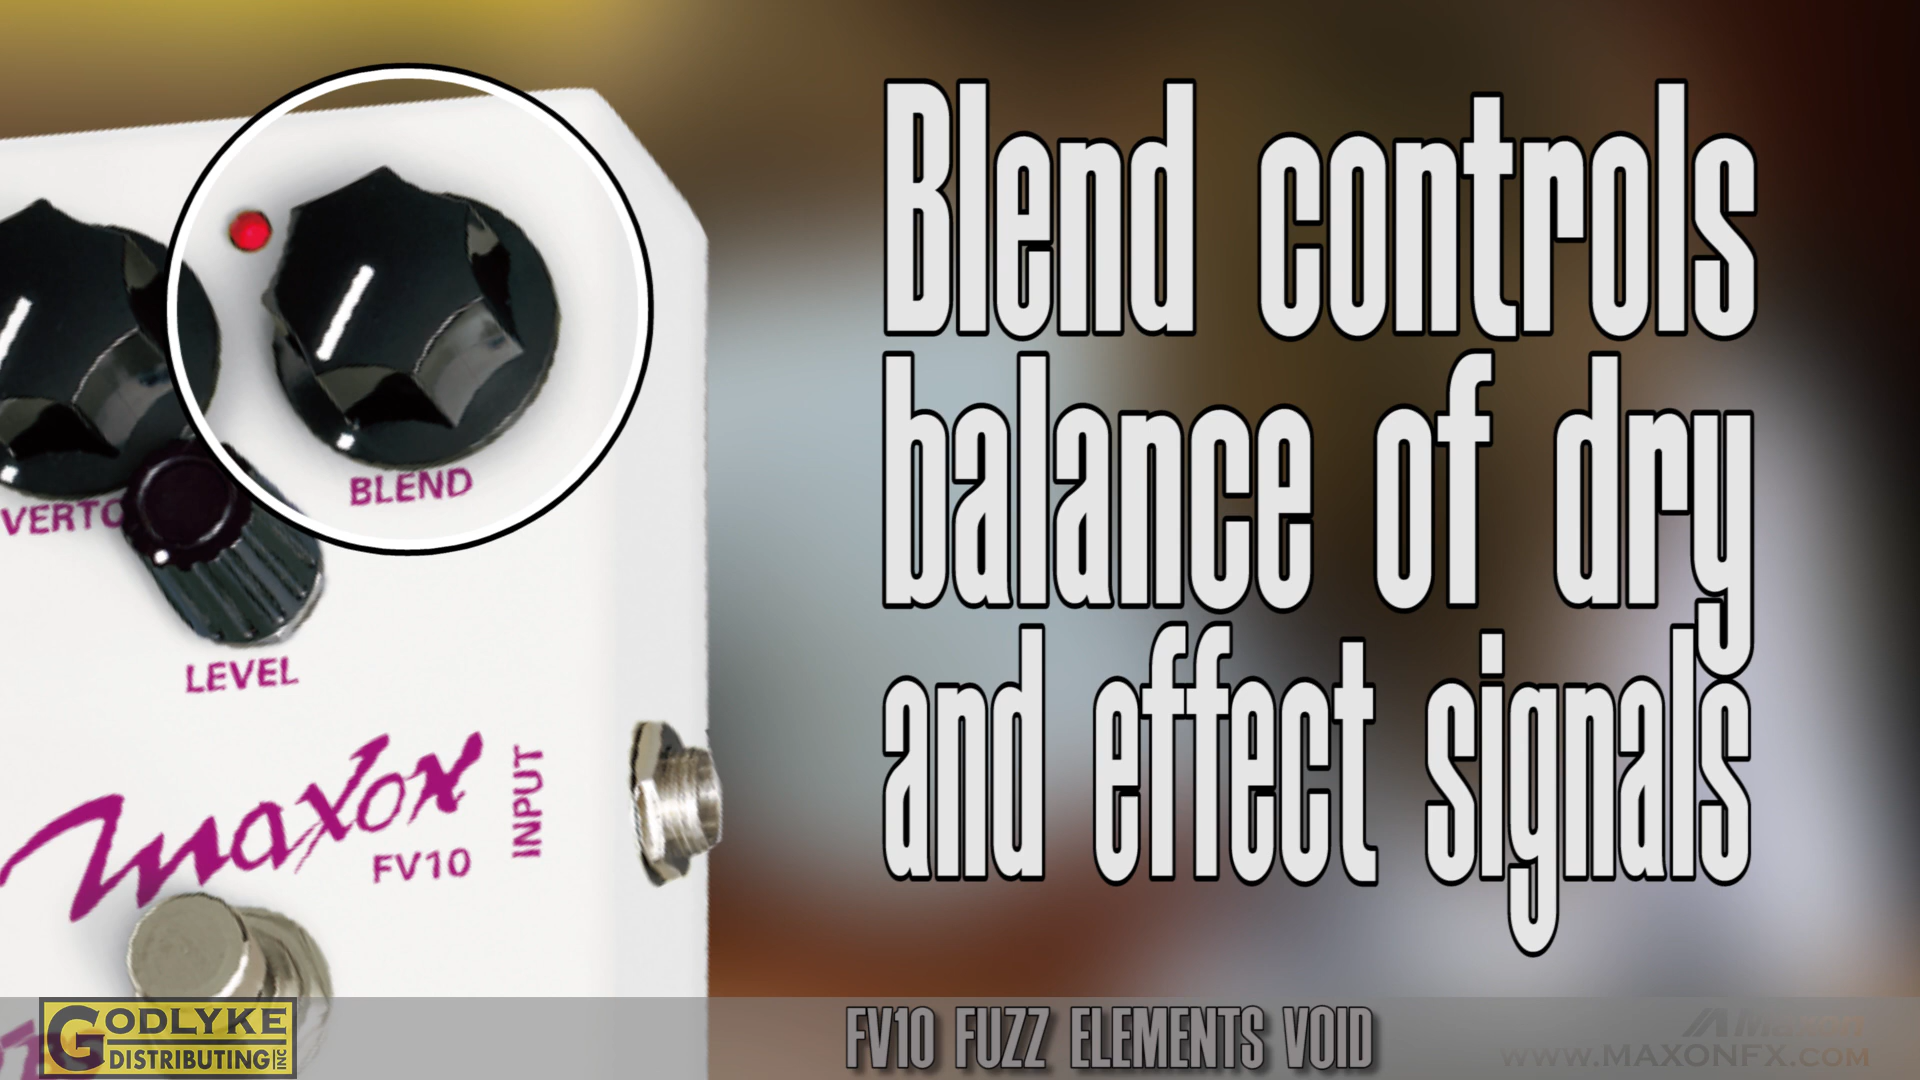 Blend controls
balance of dry
and effect signals
BLEND
VERTO
LEVEL
INPUT
maxon
FV10
GODLYKE
DISTRIBUTING INC
FV10 FUZZ ELEMENTS VOID
Maxon
WWW.MAXONFX.COM